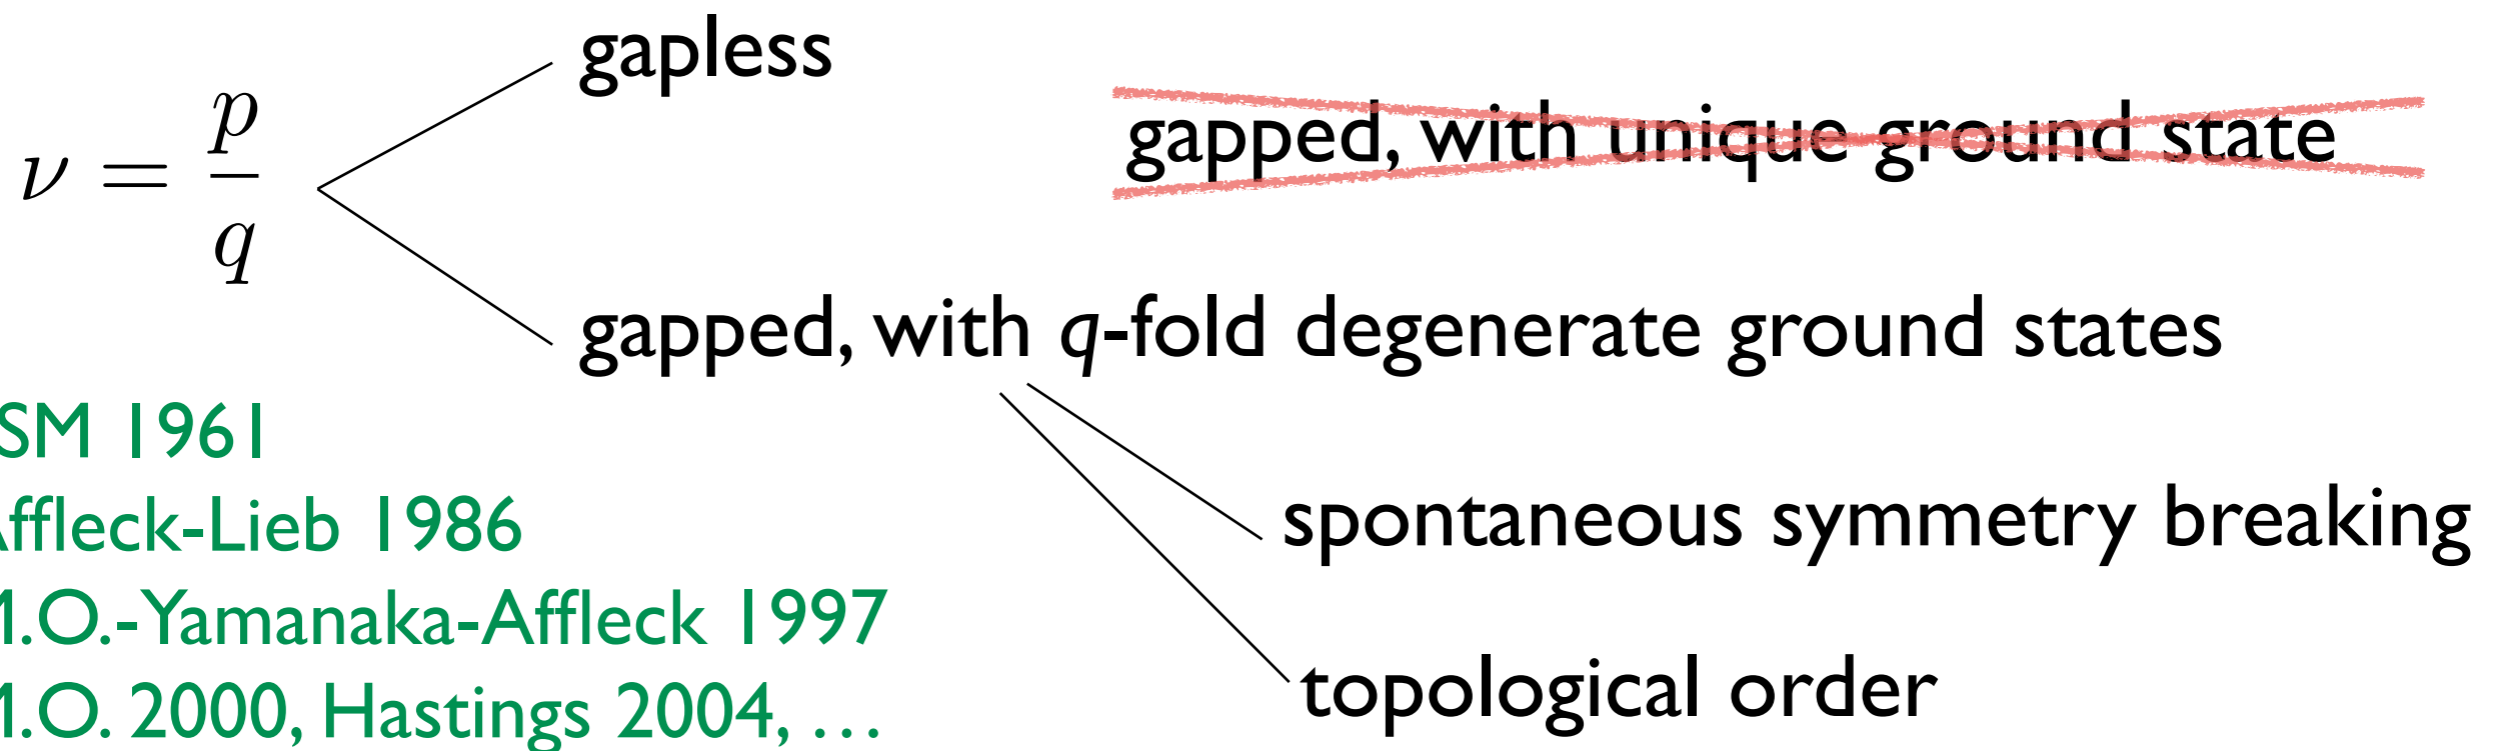 gapless
gapped, with unique ground state
ν = p/q
gapped, with q-fold degenerate ground states
SM 1961
Affleck-Lieb 1986
spontaneous symmetry breaking
M.O.-Yamanaka-Affleck 1997
M.O. 2000, Hastings 2004, …
topological order